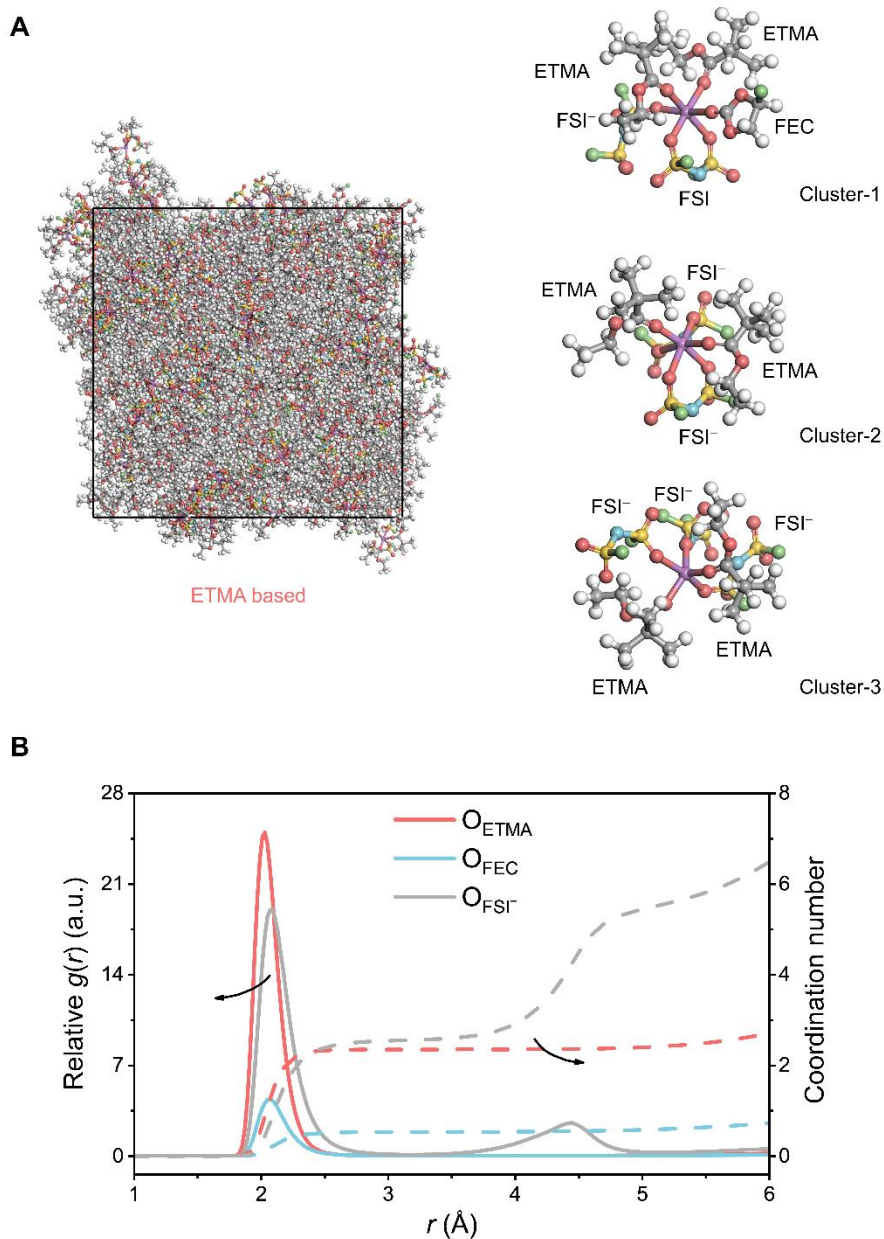 A
ETMA
ETMA
FSI⁻
FEC
FSI
Cluster-1
FSI⁻
ETMA
ETMA
FSI⁻
Cluster-2
FSI⁻
FSI⁻
FSI⁻
ETMA
ETMA
Cluster-3
ETMA based
B
28
21
14
7
0
Relative g(r) (a.u.)
O_ETMA
O_FEC
O_FSI⁻
8
6
4
2
0
Coordination number
1
2
3
4
5
6
r (Å)